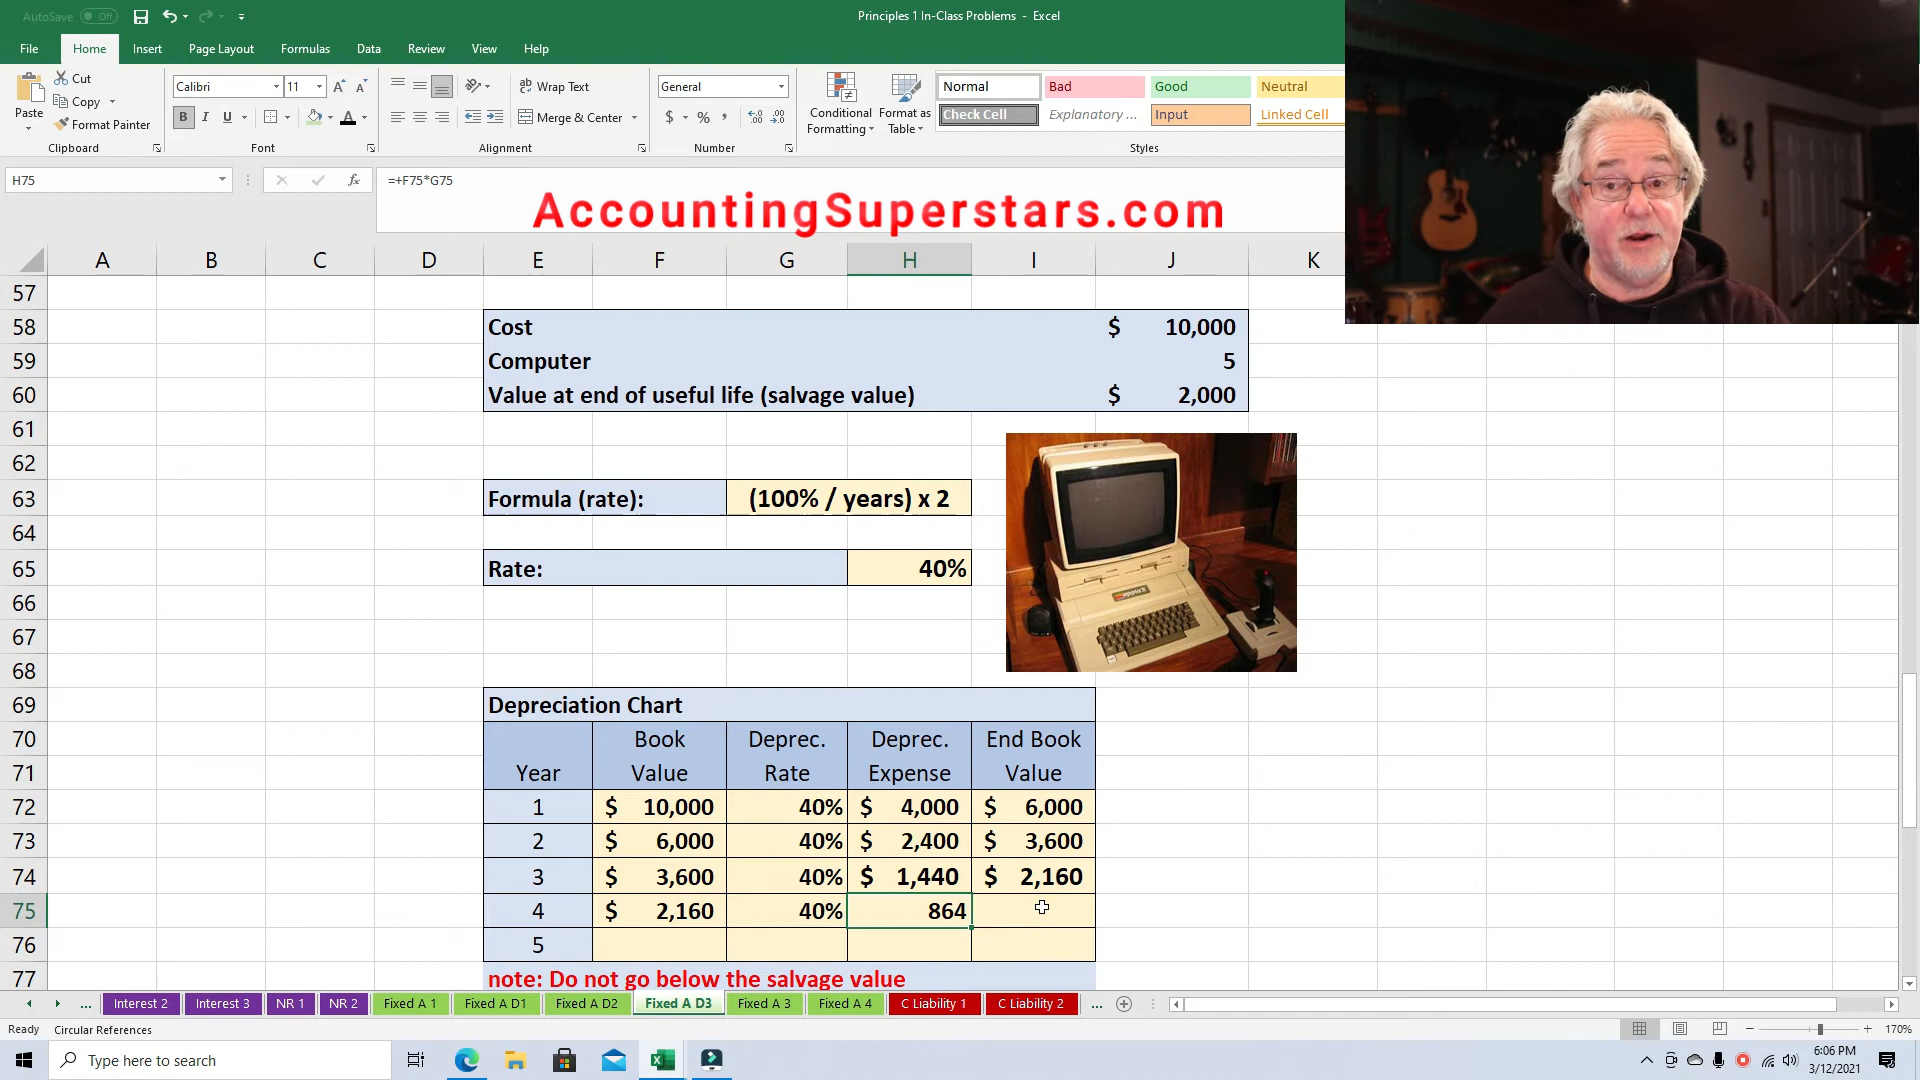 AutoSave Off
Principles 1 In-Class Problems - Excel
File Home Insert Page Layout Formulas Data Review View Help
Paste
Cut
Copy
Format Painter
Clipboard
Calibri 11
B I U
Font
Wrap Text
Merge & Center
Alignment
General
$ % ,
Number
Conditional Formatting
Format as Table
Normal Bad Good Neutral
Check Cell Explanatory ... Input Linked Cell
Styles
H75 fx =+F75*G75
AccountingSuperstars.com
A B C D E F G H I J K
57
58 Cost $ 10,000
59 Computer 5
60 Value at end of useful life (salvage value) $ 2,000
61
62
63 Formula (rate): (100% / years) x 2
64
65 Rate: 40%
66
67
68
69 Depreciation Chart
70 Book Deprec. Deprec. End Book
71 Year Value Rate Expense Value
72 1 $ 10,000 40% $ 4,000 $ 6,000
73 2 $ 6,000 40% $ 2,400 $ 3,600
74 3 $ 3,600 40% $ 1,440 $ 2,160
75 4 $ 2,160 40% 864
76 5
77 note: Do not go below the salvage value
... Interest 2 Interest 3 NR 1 NR 2 Fixed A 1 Fixed A D1 Fixed A D2 Fixed A D3 Fixed A 3 Fixed A 4 C Liability 1 C Liability 2 ...
Ready Circular References 170%
Type here to search
6:06 PM
3/12/2021